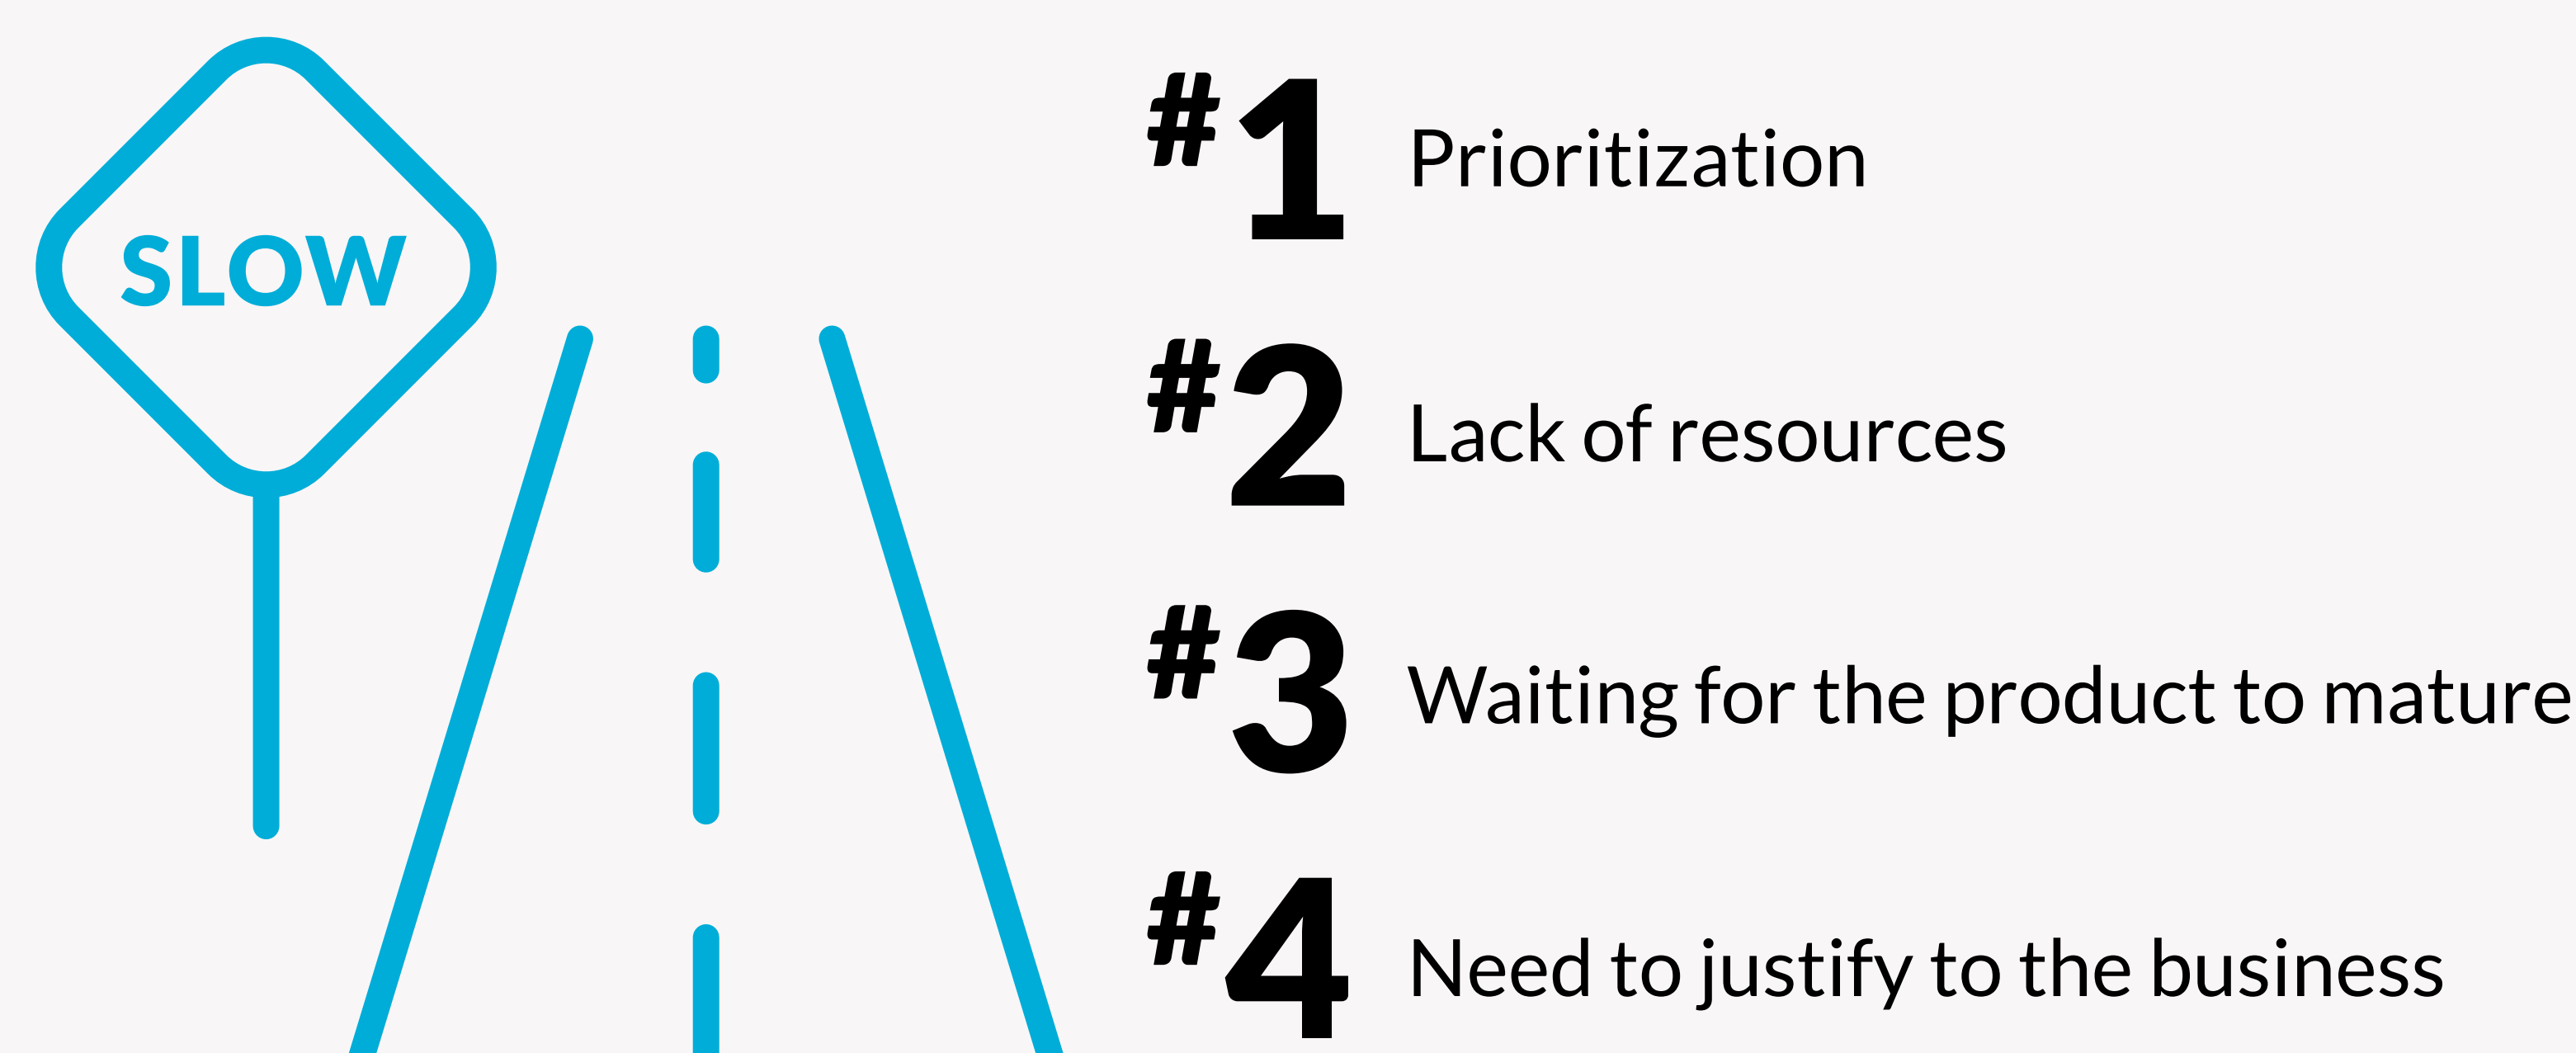 SLOW
#1 Prioritization
#2 Lack of resources
#3 Waiting for the product to mature
#4 Need to justify to the business